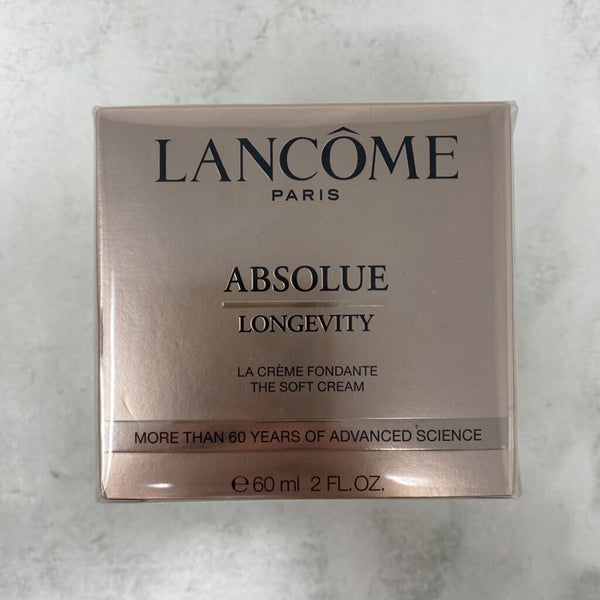 LANCÔME
PARIS
ABSOLUE
LONGEVITY
LA CRÈME FONDANTE
THE SOFT CREAM
MORE THAN 60 YEARS OF ADVANCED SCIENCE
℮ 60 ml 2 FL.OZ.